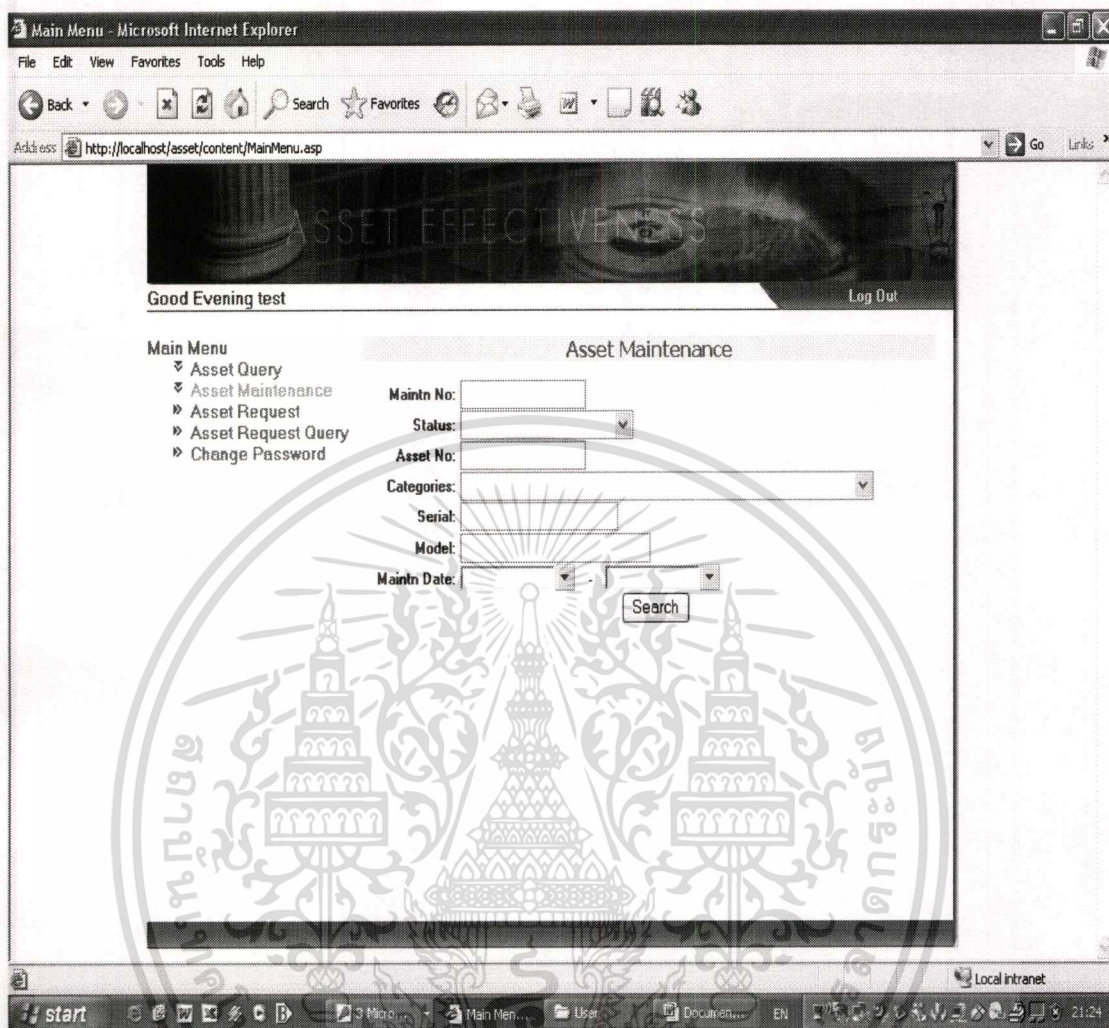 Main Menu - Microsoft Internet Explorer
File Edit View Favorites Tools Help
Back Search Favorites
Address http://localhost/asset/content/MainMenu.asp Go Links
ASSET EFFECTIVENESS
Good Evening test
Log Out
Main Menu
Asset Query
Asset Maintenance
Asset Request
Asset Request Query
Change Password
Asset Maintenance
Maintn No:
Status:
Asset No:
Categories:
Serial:
Model:
Maintn Date: -
Search
Local intranet
start 3 Micro... Main Men... User Documen... EN 21:24